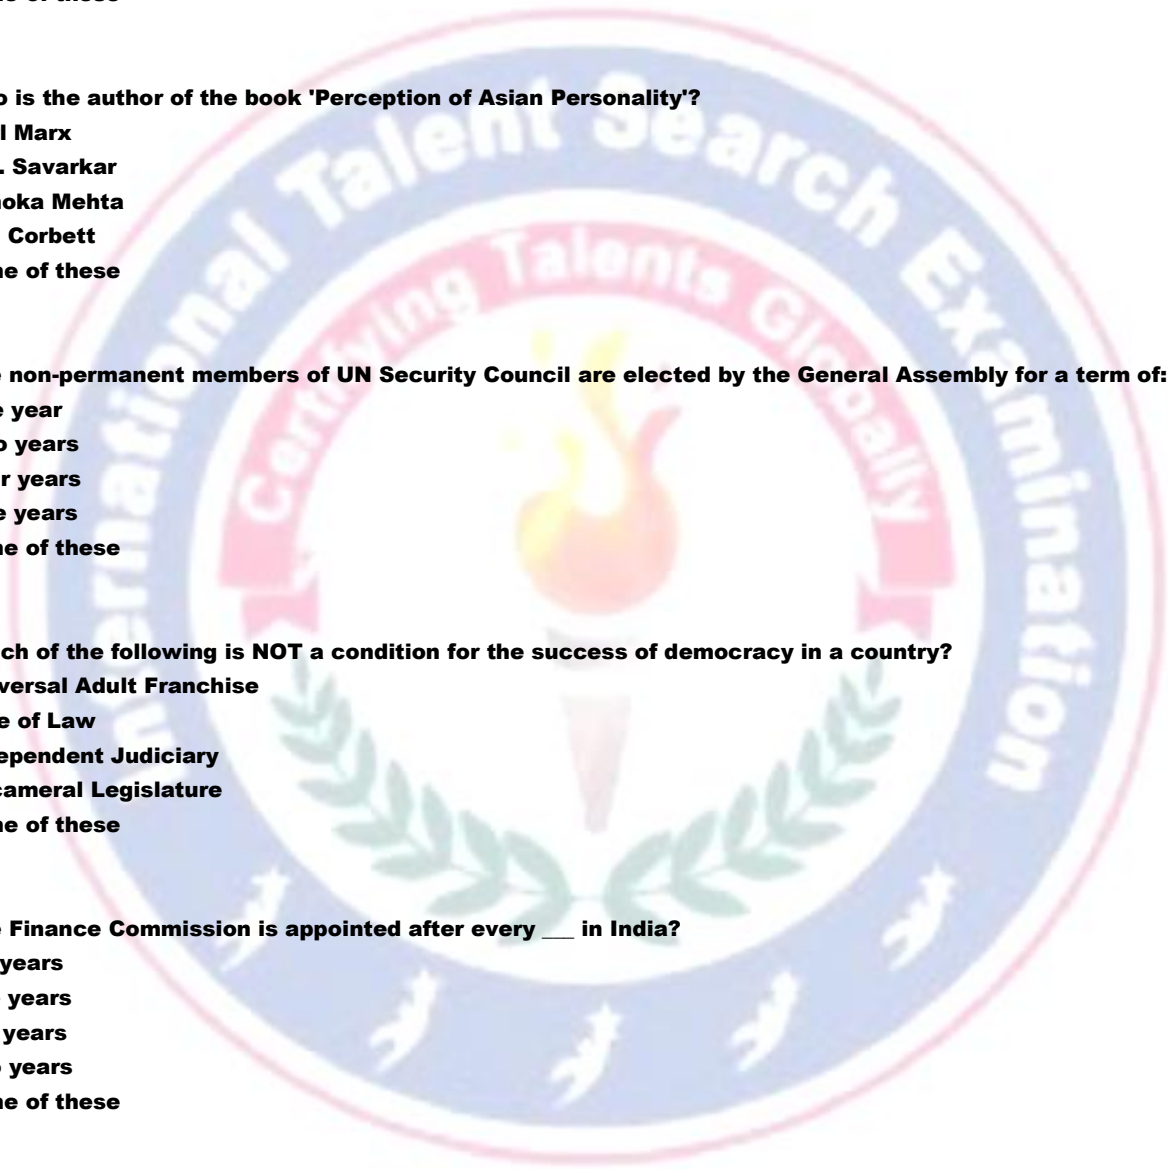 o is the author of the book 'Perception of Asian Personality'?
l Marx
. Savarkar
oka Mehta
Corbett
ne of these
e non-permanent members of UN Security Council are elected by the General Assembly for a term of:
e year
o years
r years
e years
ne of these
ch of the following is NOT a condition for the success of democracy in a country?
versal Adult Franchise
e of Law
ependent Judiciary
cameral Legislature
ne of these
e Finance Commission is appointed after every ___ in India?
years
years
years
years
ne of these
International Talent Search Examination
Certifying Talents Globally